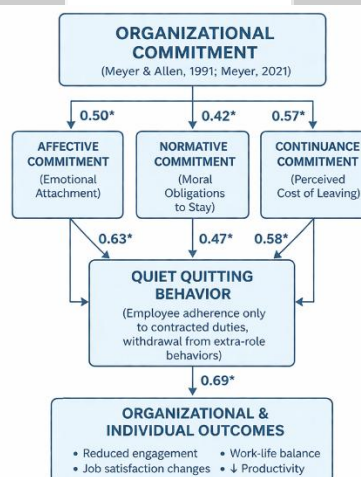 ORGANIZATIONAL
COMMITMENT
(Meyer & Allen, 1991; Meyer, 2021)
0.50*
0.42*
0.57*
AFFECTIVE
COMMITMENT
(Emotional
Attachment)
NORMATIVE
COMMITMENT
(Moral
Obligations
to Stay)
CONTINUANCE
COMMITMENT
(Perceived
Cost of Leaving)
0.63*
0.47*
0.58*
QUIET QUITTING
BEHAVIOR
(Employee adherence only
to contracted duties,
withdrawal from extra-role
behaviors)
0.69*
ORGANIZATIONAL &
INDIVIDUAL OUTCOMES
• Reduced engagement
• Work-life balance
• Job satisfaction changes
• ↓ Productivity